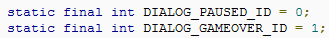 static final int DIALOG_PAUSED_ID = 0;
static final int DIALOG_GAMEOVER_ID = 1;